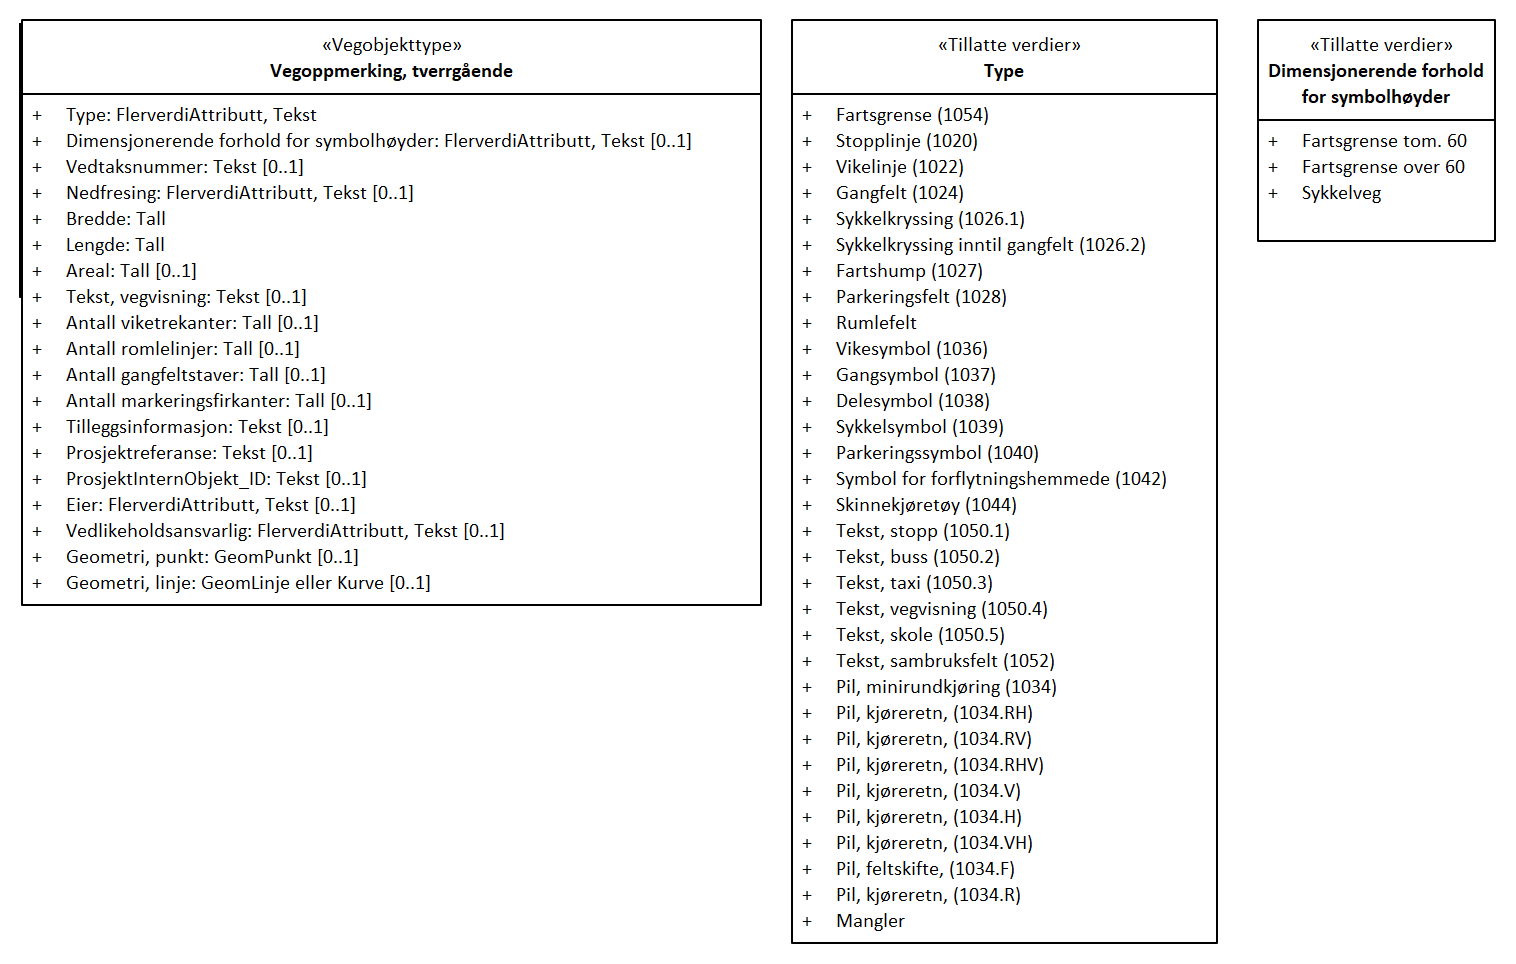 «Vegobjekttype»
Vegoppmerking, tverrgående
+ Type: FlerverdiAttributt, Tekst
+ Dimensjonerende forhold for symbolhøyder: FlerverdiAttributt, Tekst [0..1]
+ Vedtaksnummer: Tekst [0..1]
+ Nedfresing: FlerverdiAttributt, Tekst [0..1]
+ Bredde: Tall
+ Lengde: Tall
+ Areal: Tall [0..1]
+ Tekst, vegvisning: Tekst [0..1]
+ Antall viketrekanter: Tall [0..1]
+ Antall romlelinjer: Tall [0..1]
+ Antall gangfeltstaver: Tall [0..1]
+ Antall markeringsfirkanter: Tall [0..1]
+ Tilleggsinformasjon: Tekst [0..1]
+ Prosjektreferanse: Tekst [0..1]
+ ProsjektInternObjekt_ID: Tekst [0..1]
+ Eier: FlerverdiAttributt, Tekst [0..1]
+ Vedlikeholdsansvarlig: FlerverdiAttributt, Tekst [0..1]
+ Geometri, punkt: GeomPunkt [0..1]
+ Geometri, linje: GeomLinje eller Kurve [0..1]
«Tillatte verdier»
Type
+ Fartsgrense (1054)
+ Stopplinje (1020)
+ Vikelinje (1022)
+ Gangfelt (1024)
+ Sykkelkryssing (1026.1)
+ Sykkelkryssing inntil gangfelt (1026.2)
+ Fartshump (1027)
+ Parkeringsfelt (1028)
+ Rumlefelt
+ Vikesymbol (1036)
+ Gangsymbol (1037)
+ Delesymbol (1038)
+ Sykkelsymbol (1039)
+ Parkeringssymbol (1040)
+ Symbol for forflytningshemmede (1042)
+ Skinnekjøretøy (1044)
+ Tekst, stopp (1050.1)
+ Tekst, buss (1050.2)
+ Tekst, taxi (1050.3)
+ Tekst, vegvisning (1050.4)
+ Tekst, skole (1050.5)
+ Tekst, sambruksfelt (1052)
+ Pil, minirundkjøring (1034)
+ Pil, kjøreretn, (1034.RH)
+ Pil, kjøreretn, (1034.RV)
+ Pil, kjøreretn, (1034.RHV)
+ Pil, kjøreretn, (1034.V)
+ Pil, kjøreretn, (1034.H)
+ Pil, kjøreretn, (1034.VH)
+ Pil, feltskifte, (1034.F)
+ Pil, kjøreretn, (1034.R)
+ Mangler
«Tillatte verdier»
Dimensjonerende forhold
for symbolhøyder
+ Fartsgrense tom. 60
+ Fartsgrense over 60
+ Sykkelveg